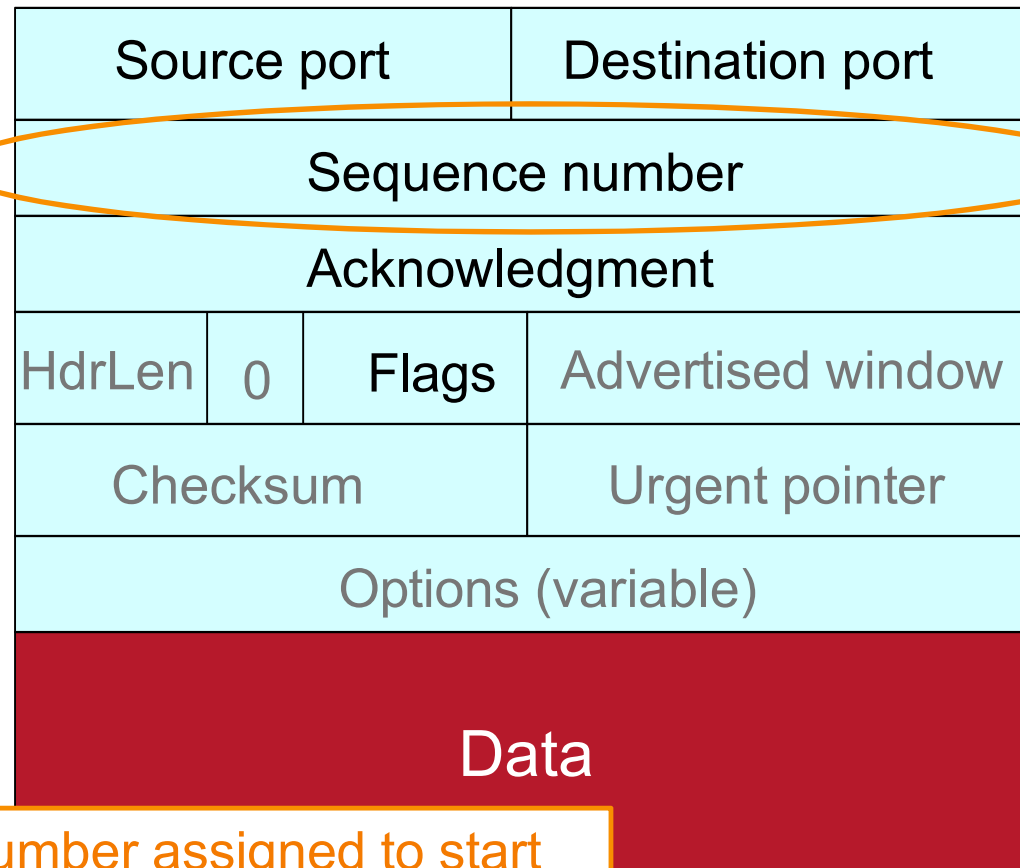 Source port Destination port
Sequence number
Acknowledgment
HdrLen 0 Flags Advertised window
Checksum Urgent pointer
Options (variable)
Data
assigned to start